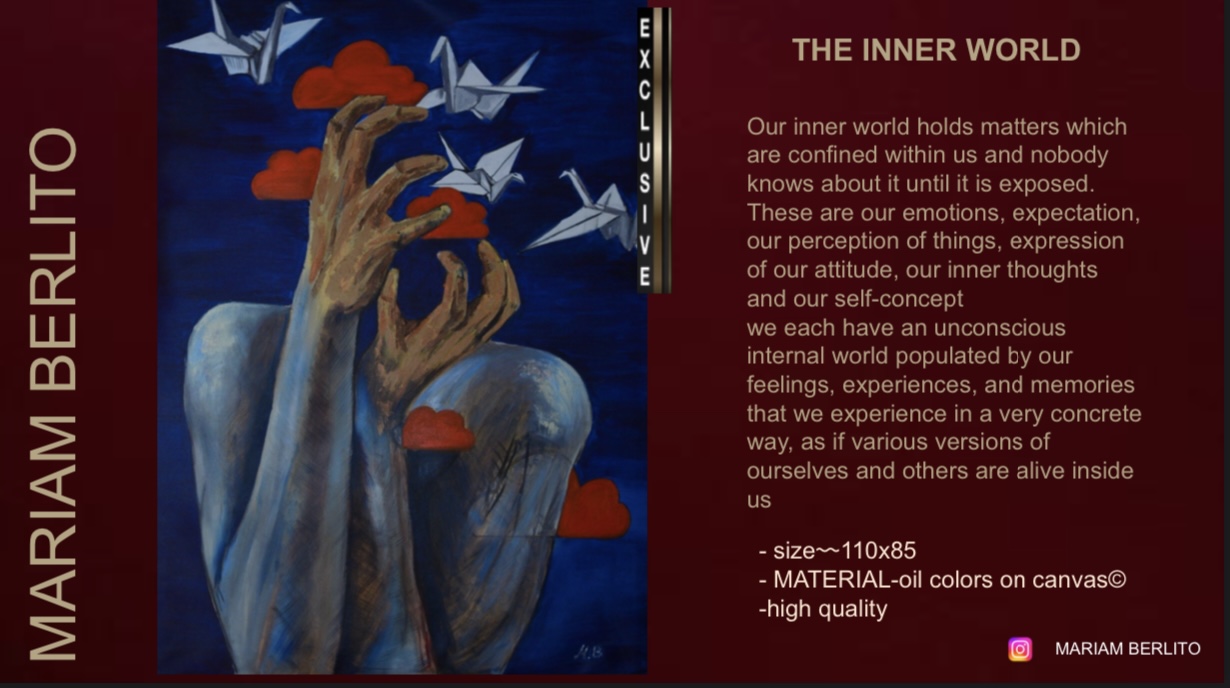 MARIAM BERLITO
EXCLUSIVE
M.B
THE INNER WORLD
Our inner world holds matters which
are confined within us and nobody
knows about it until it is exposed.
These are our emotions, expectation,
our perception of things, expression
of our attitude, our inner thoughts
and our self-concept
we each have an unconscious
internal world populated by our
feelings, experiences, and memories
that we experience in a very concrete
way, as if various versions of
ourselves and others are alive inside
us
- size~~110x85
- MATERIAL-oil colors on canvas©
-high quality
MARIAM BERLITO